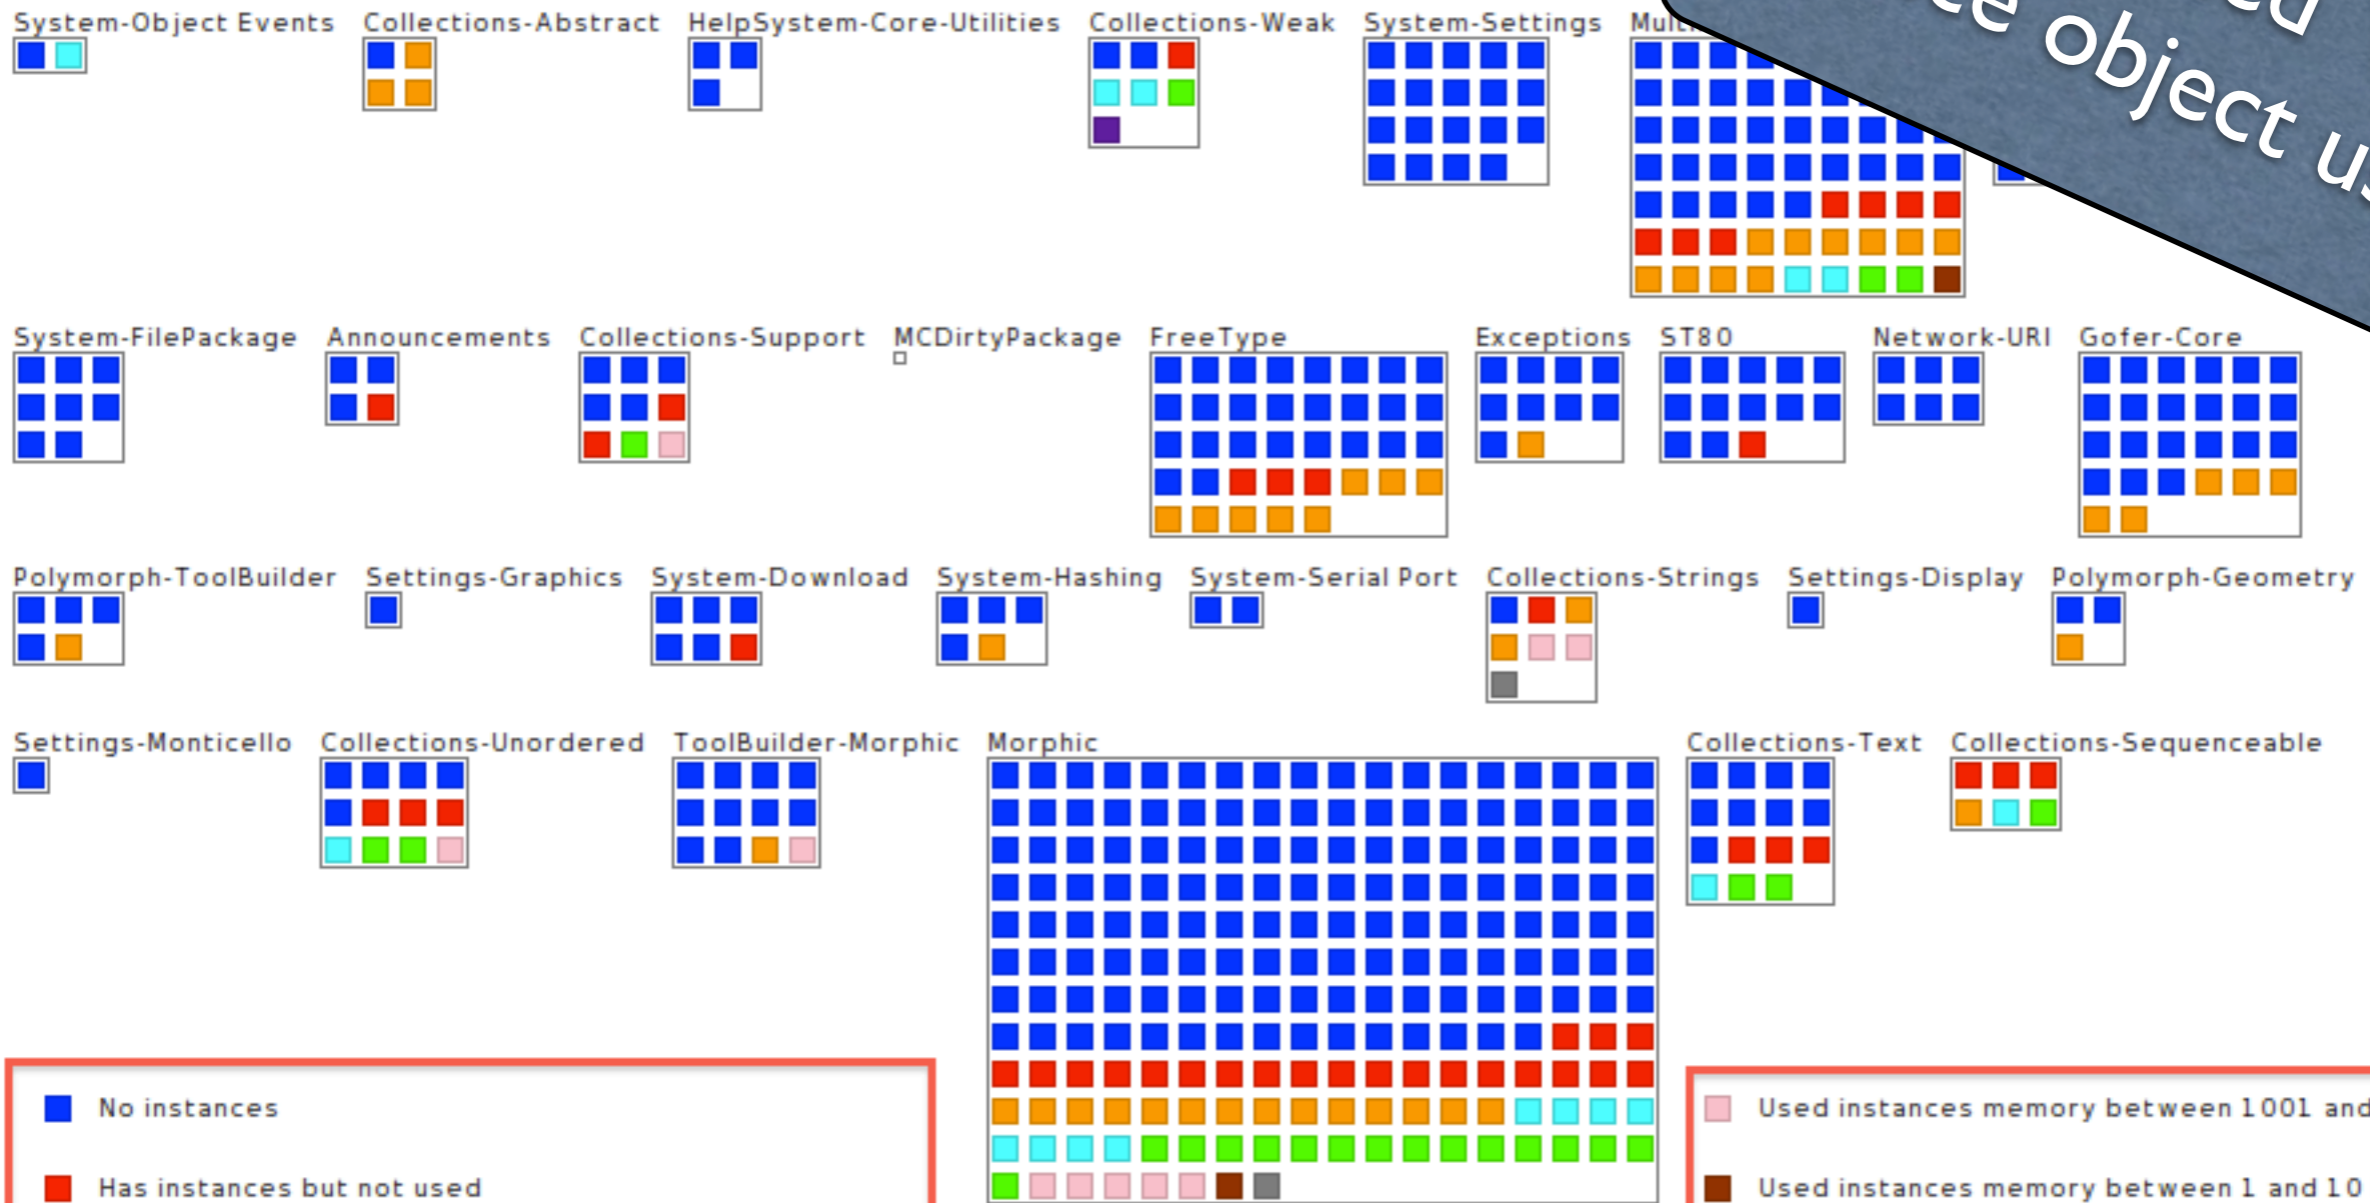 ce object
System-Object Events
Collections-Abstract
HelpSystem-Core-Utilities
Collections-Weak
System-Settings
System-FilePackage
Announcements
Collections-Support
MCDirtyPackage
FreeType
Exceptions
ST80
Network-URI
Gofer-Core
Polymorph-ToolBuilder
Settings-Graphics
System-Download
System-Hashing
System-Serial Port
Collections-Strings
Settings-Display
Polymorph-Geometry
Settings-Monticello
Collections-Unordered
ToolBuilder-Morphic
Morphic
Collections-Text
Collections-Sequenceable
No instances
Has instances but not used
Used instances memory between 1001 and
Used instances memory between 1 and 10